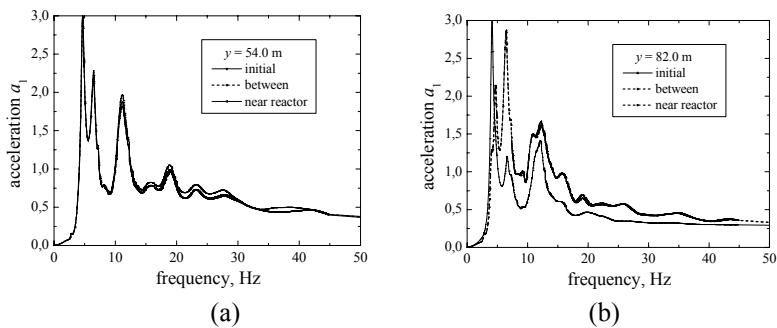 3,0
2,5
2,0
1,5
1,0
0,5
0,0
acceleration a1
y = 54.0 m
initial
between
near reactor
0 10 20 30 40 50
frequency, Hz
(a)
3,0
2,5
2,0
1,5
1,0
0,5
0,0
acceleration a1
y = 82.0 m
initial
between
near reactor
0 10 20 30 40 50
frequency, Hz
(b)